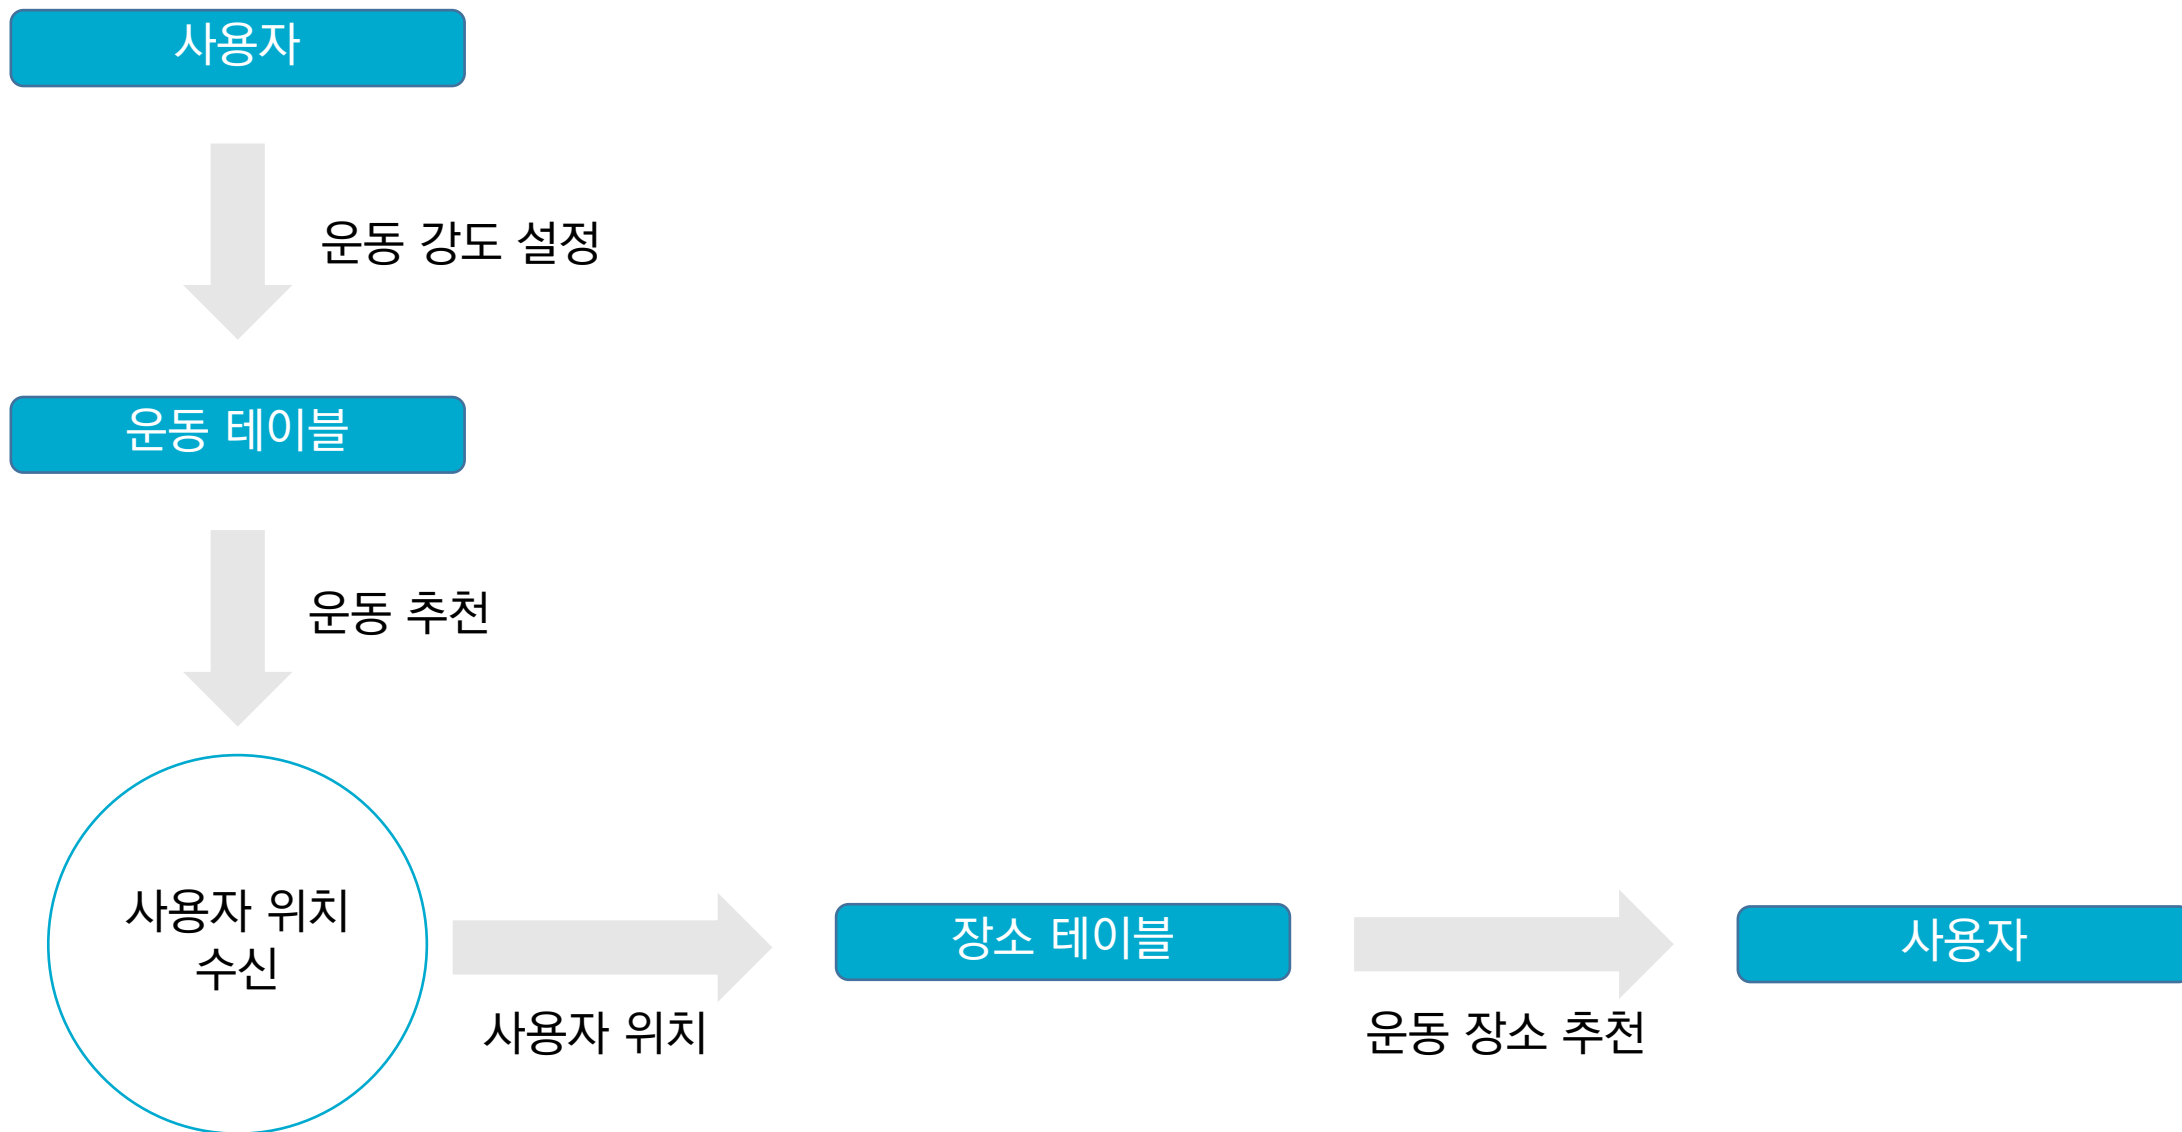 사용자
운동 강도 설정
운동 테이블
운동 추천
사용자 위치
수신
사용자 위치
장소 테이블
운동 장소 추천
사용자